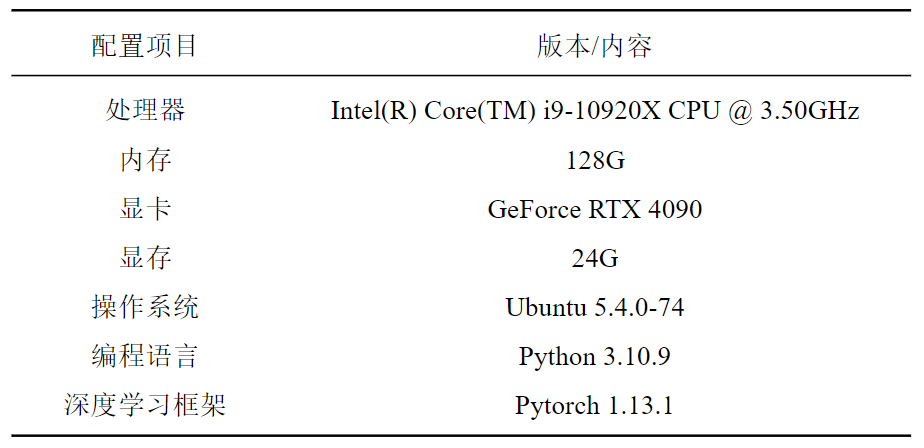 配置项目 版本/内容
处理器 Intel(R) Core(TM) i9-10920X CPU @ 3.50GHz
内存 128G
显卡 GeForce RTX 4090
显存 24G
操作系统 Ubuntu 5.4.0-74
编程语言 Python 3.10.9
深度学习框架 Pytorch 1.13.1